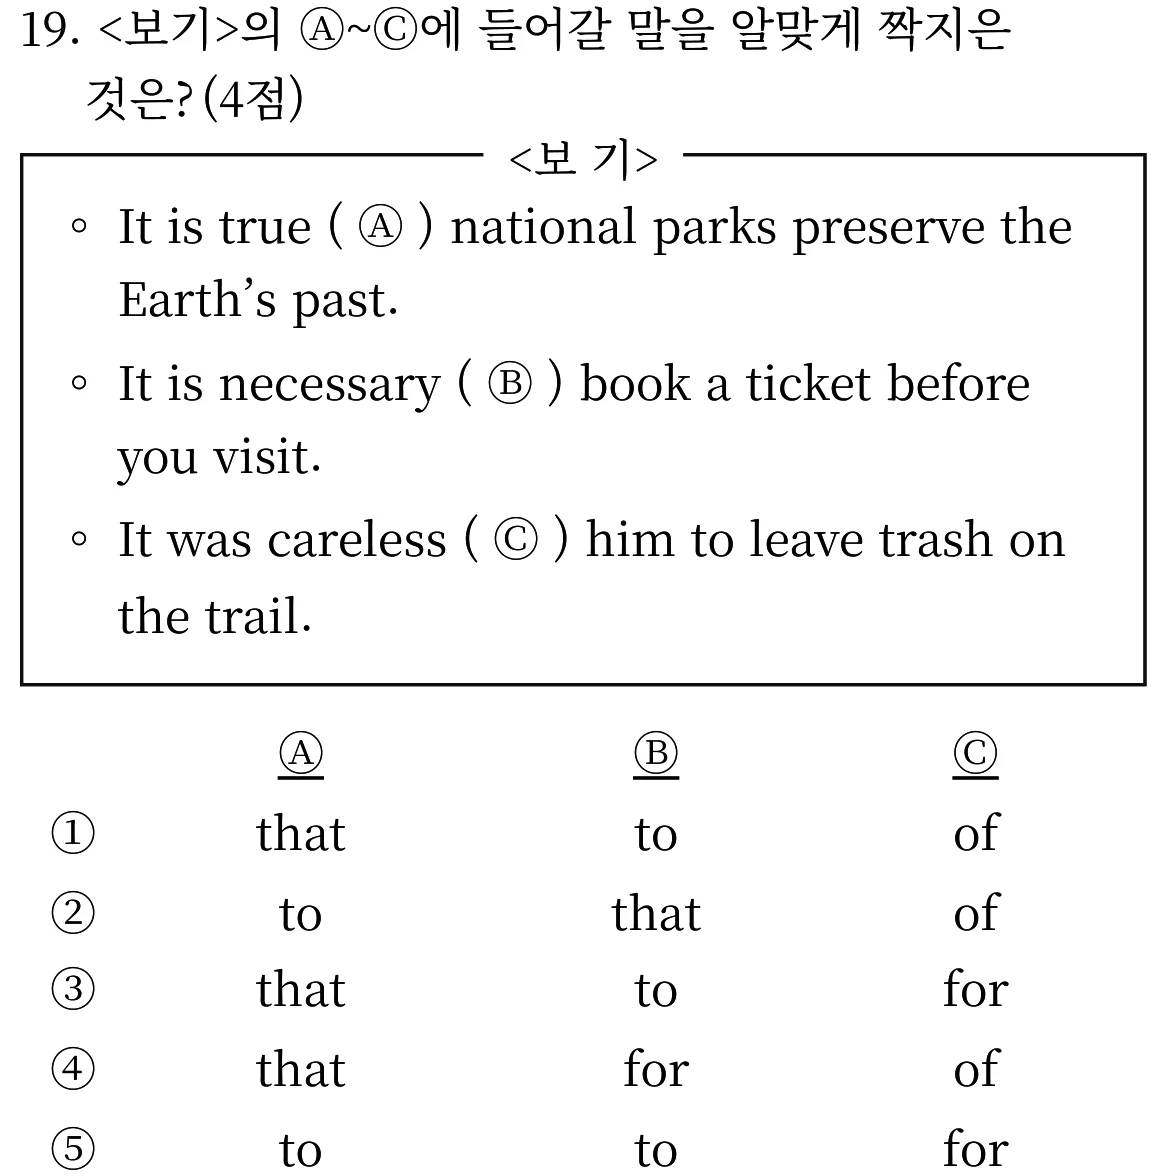 19. <보기>의 Ⓐ~Ⓒ에 들어갈 말을 알맞게 짝지은
것은?(4점)
<보 기>
◦ It is true ( Ⓐ ) national parks preserve the
Earth’s past.
◦ It is necessary ( Ⓑ ) book a ticket before
you visit.
◦ It was careless ( Ⓒ ) him to leave trash on
the trail.
Ⓐ Ⓑ Ⓒ
① that to of
② to that of
③ that to for
④ that for of
⑤ to to for